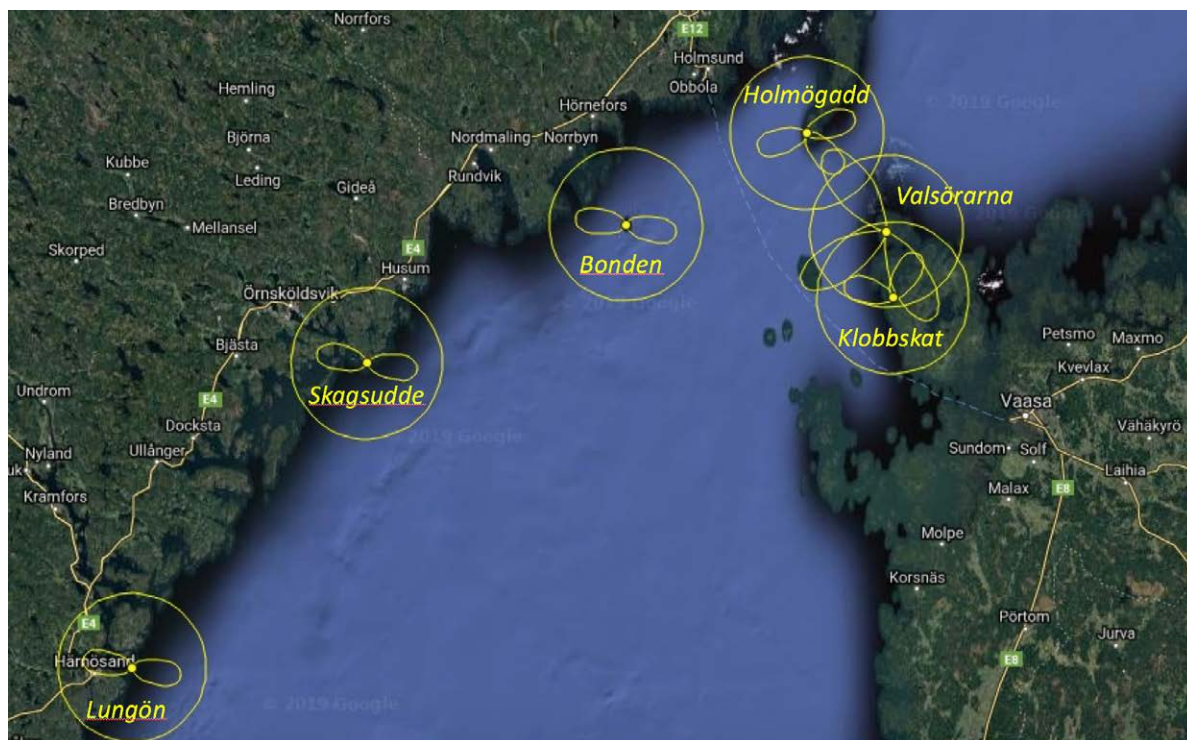 Norrfors
E12
Holmsund
Obbola
Hemling
Hörnefors
Holmögadd
© 2019 Google
Björna
Nordmaling
Norrbyn
Kubbe
Leding
Rundvik
Gideå
Bredbyn
Valsörarna
Mellansel
Skorped
E4
Husum
Bonden
Örnsköldsvik
© 2019 Google
Klobbskat
Petsmo
Maxmo
Bjästa
Kvevlax
Skagsudde
Undrom
E4
Vaasa
Docksta
Vähäkyrö
2019 Google
Nyland
Ullånger
Sundom
Solf
uk
Laihia
Kramfors
Malax
E8
Molpe
Korsnäs
Pörtom
E4
Jurva
Härnösand
E8
Lungön
© 2019 Google